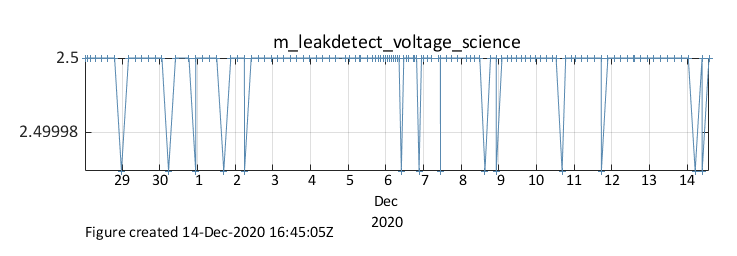 m_leakdetect_voltage_science
2.5
2.49998
29 30 1 2 3 4 5 6 7 8 9 10 11 12 13 14
Dec
2020
Figure created 14-Dec-2020 16:45:05Z